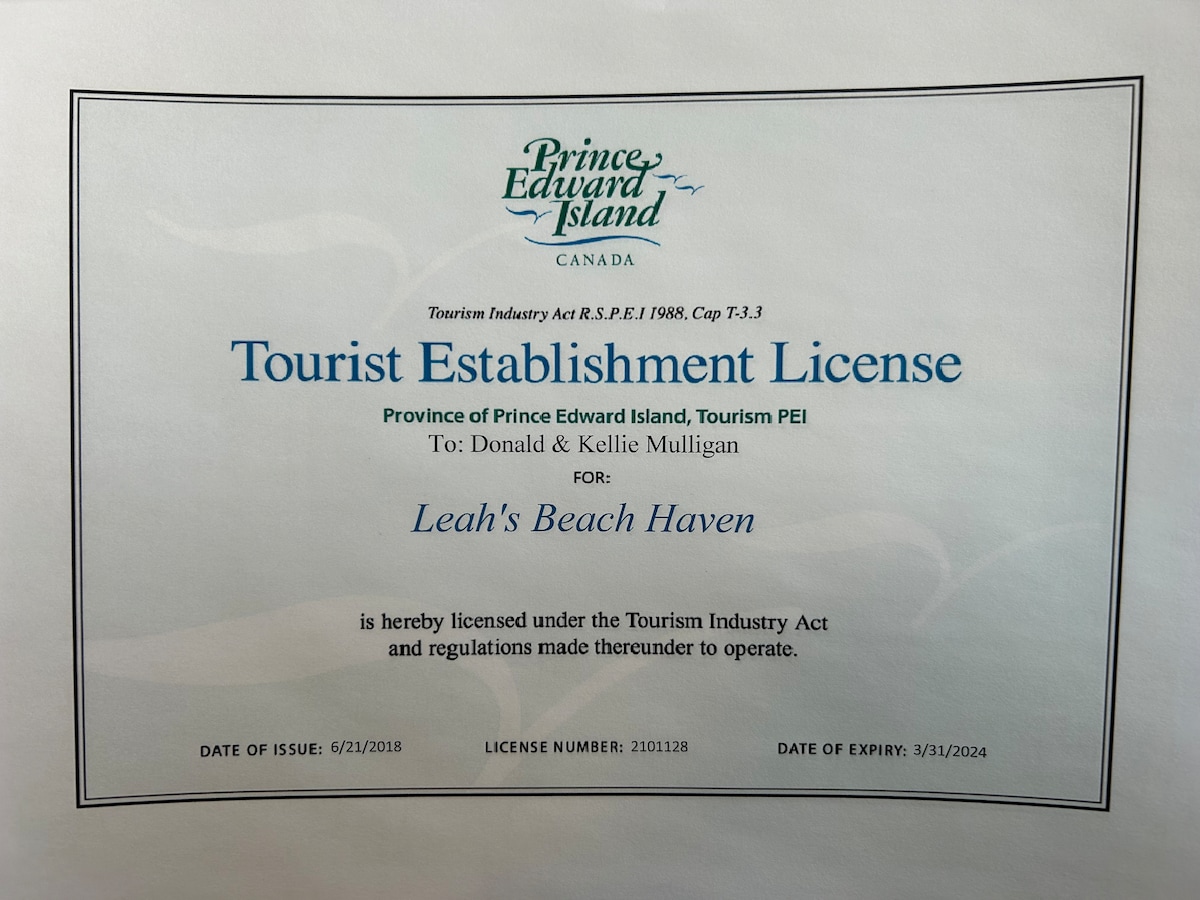 Prince
Edward
Island
CANADA
Tourism Industry Act R.S.P.E.I 1988, Cap T-3.3
Tourist Establishment License
Province of Prince Edward Island, Tourism PEI
To: Donald & Kellie Mulligan
FOR:
Leah's Beach Haven
is hereby licensed under the Tourism Industry Act
and regulations made thereunder to operate.
DATE OF ISSUE: 6/21/2018 LICENSE NUMBER: 2101128 DATE OF EXPIRY: 3/31/2024